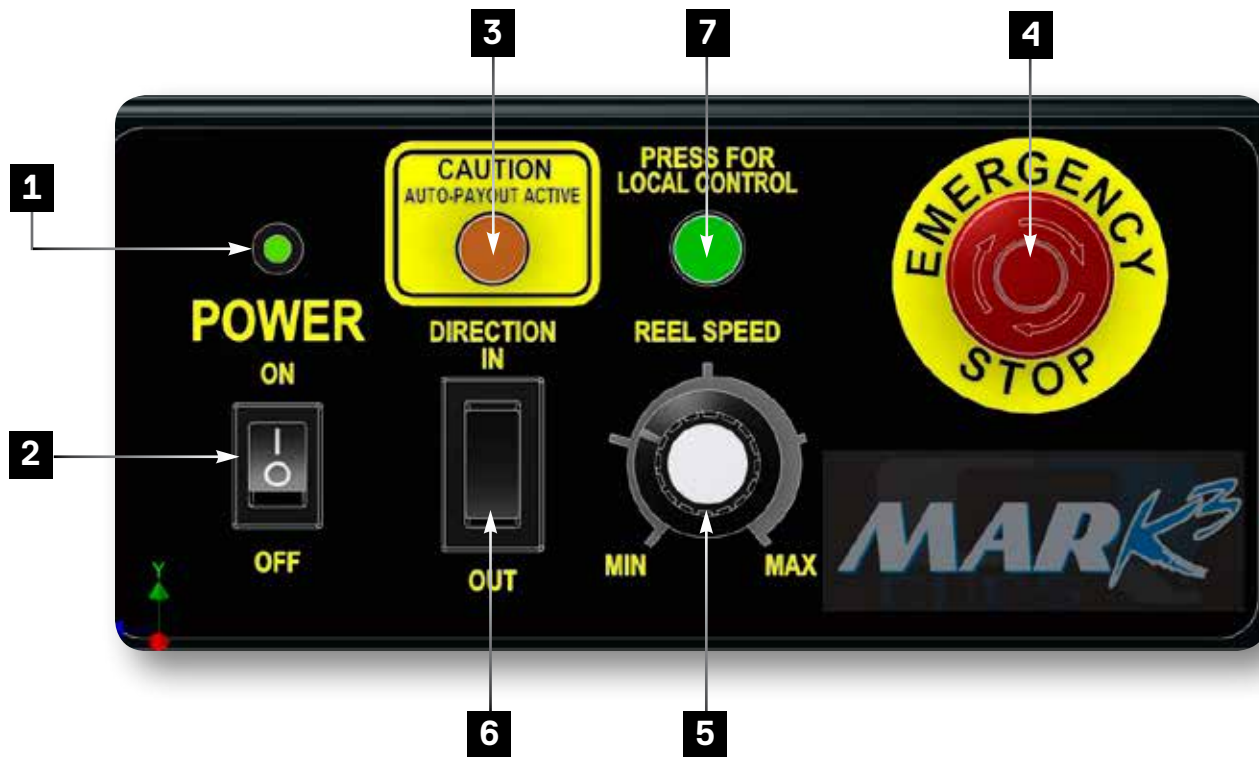 3
7
4
1
CAUTION
AUTO-PAYOUT ACTIVE
PRESS FOR
LOCAL CONTROL
EMERGENCY
STOP
POWER
ON
DIRECTION
IN
REEL SPEED
2
OFF
OUT
MIN
MAX
MARK3
Y
6
5